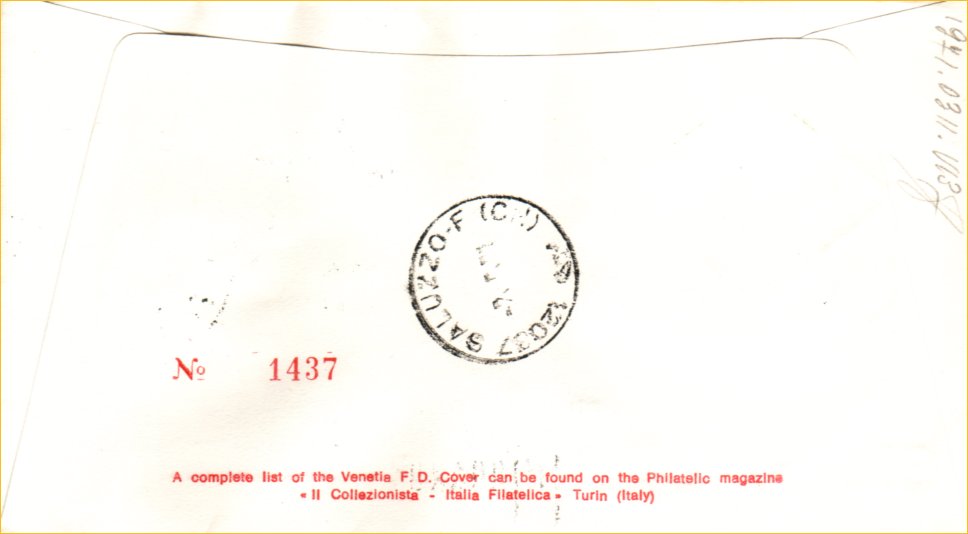 SALUZZO-F (CN)
12037
№ 1437
A complete list of the Venetia F. D. Cover can be found on the Philatelic magazine
« Il Collezionista - Italia Filatelica » Turin (Italy)